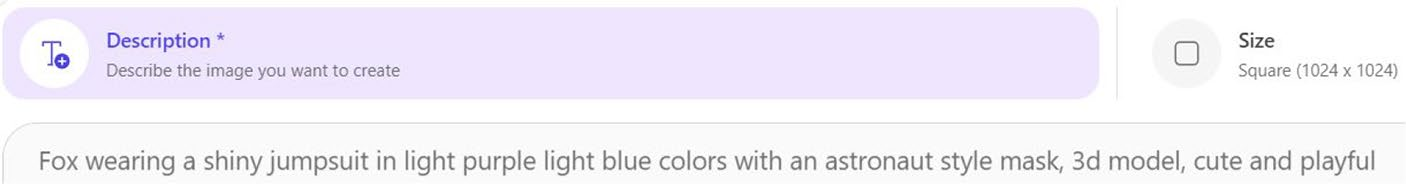 Description *
Describe the image you want to create
Size
Square (1024 x 1024)
Fox wearing a shiny jumpsuit in light purple light blue colors with an astronaut style mask, 3d model, cute and playful